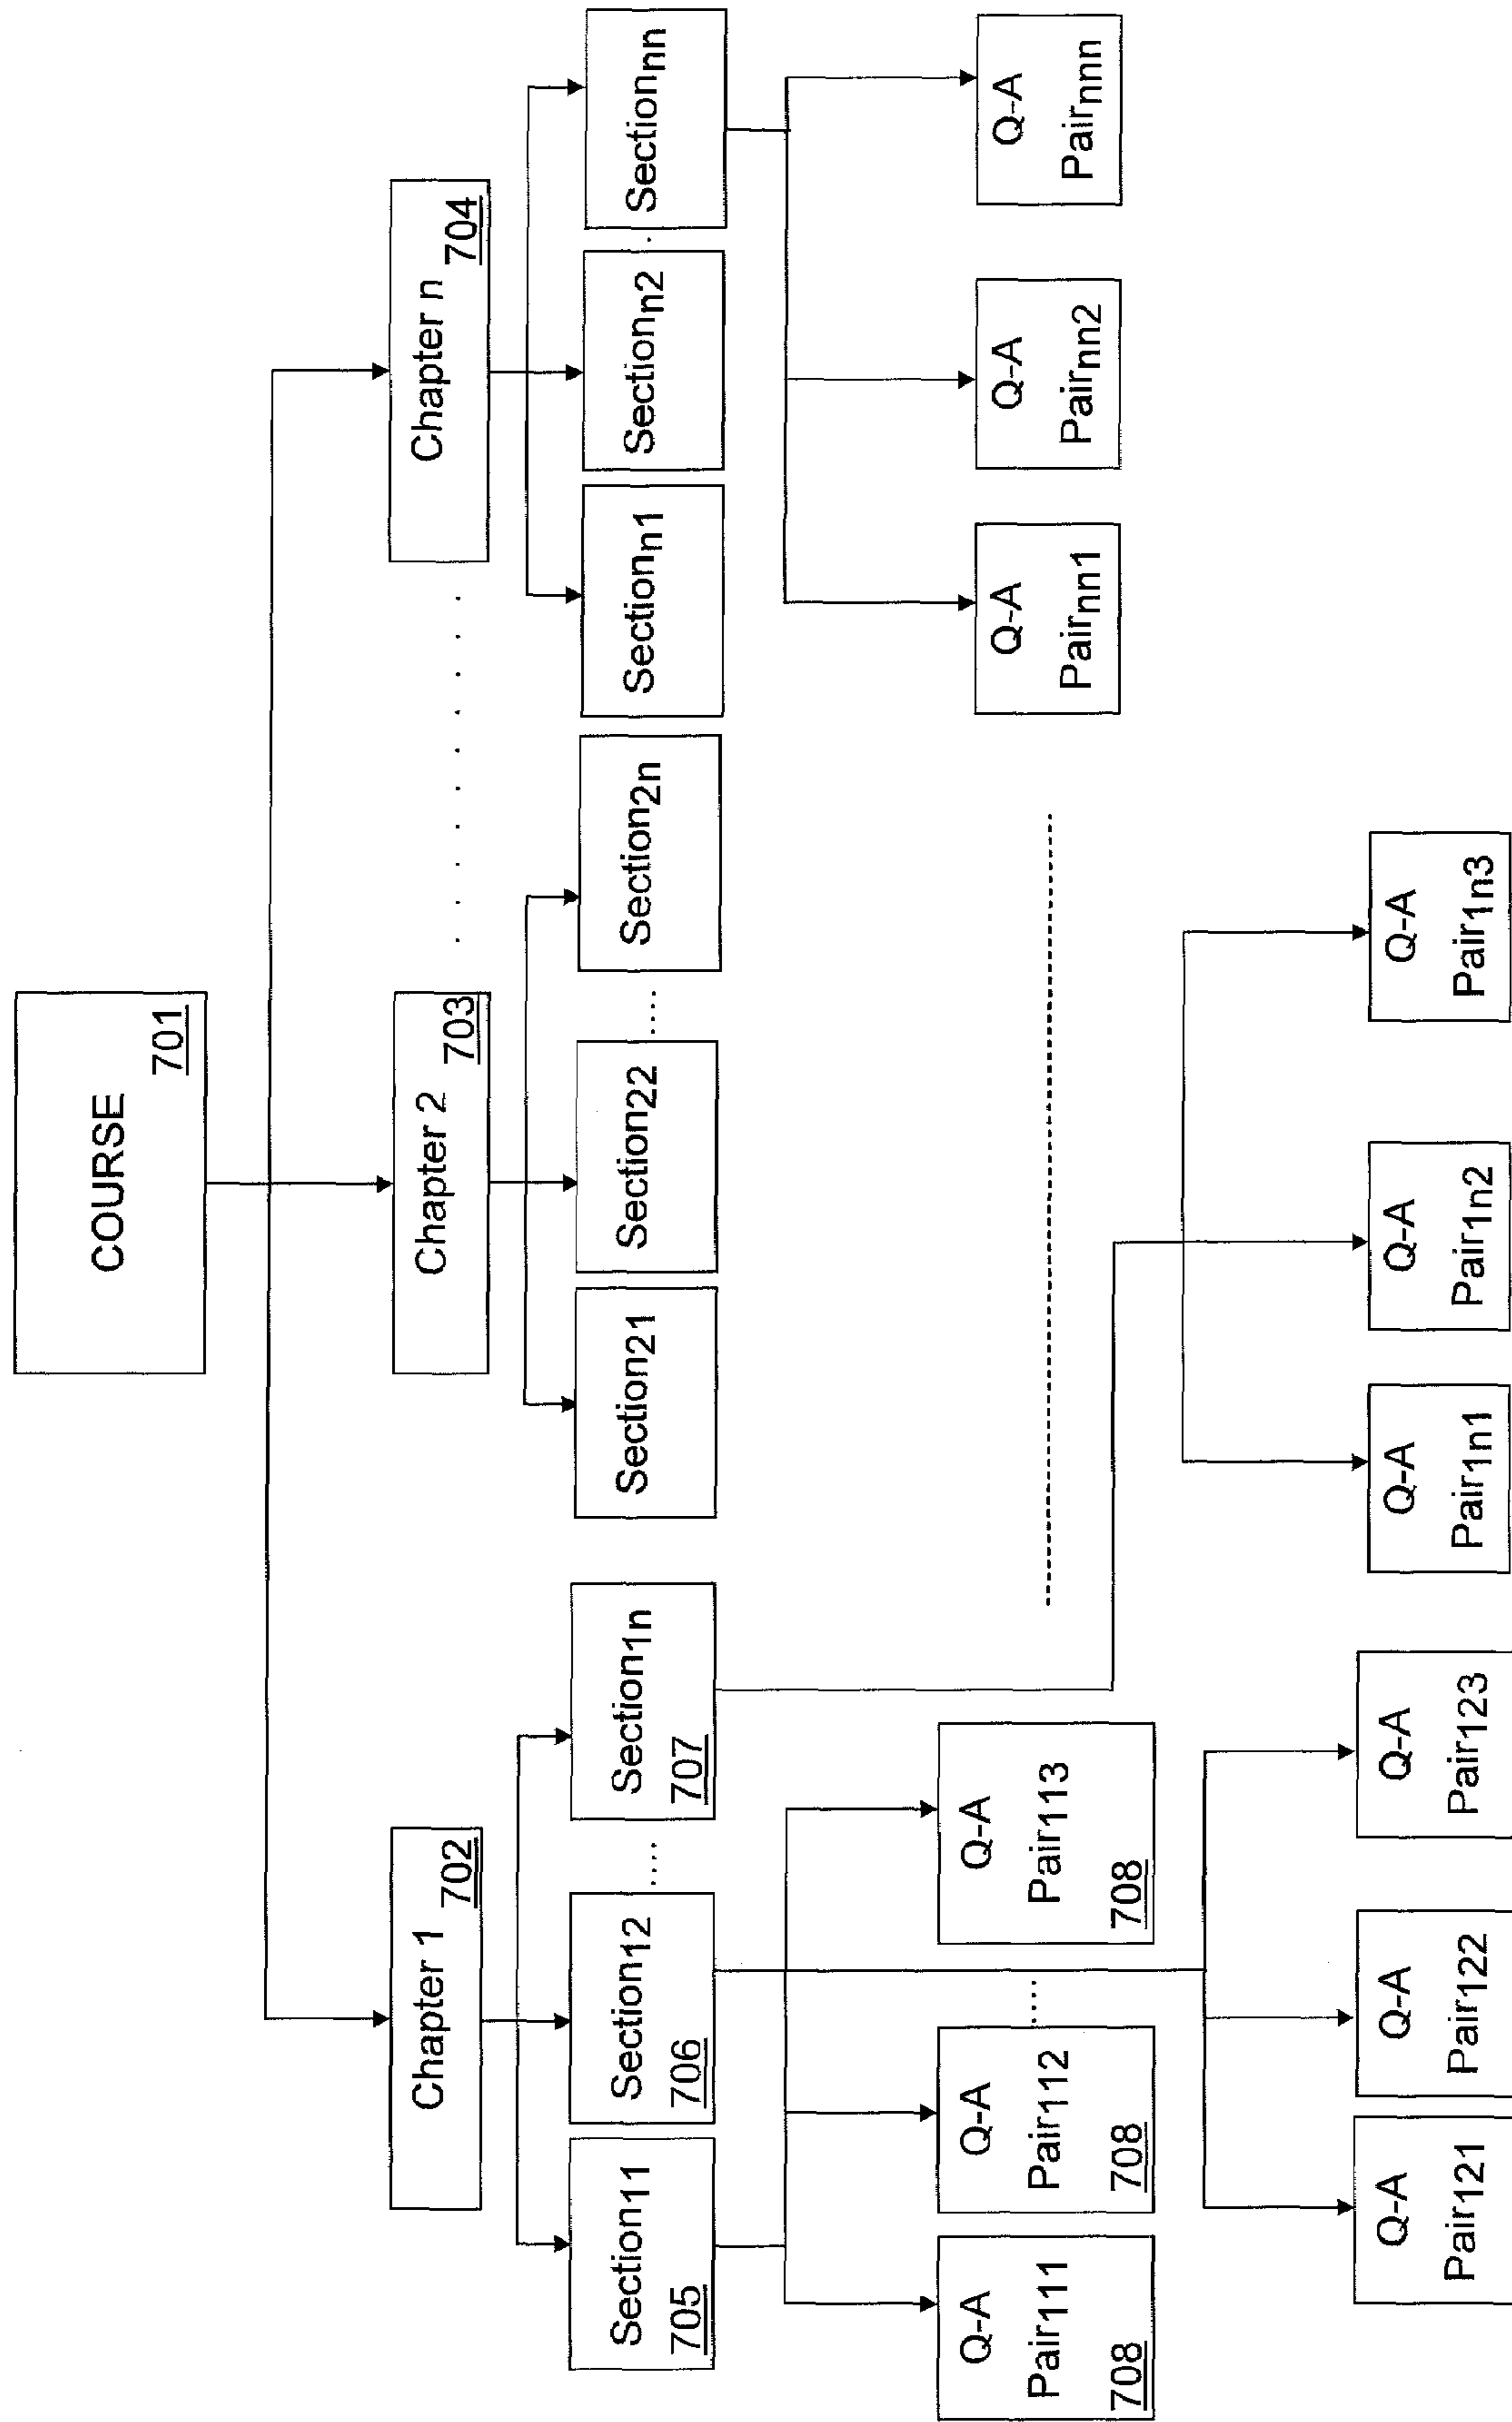 COURSE
701
Chapter 1
702
Chapter 2
703
. . . . . . . . . .
Chapter n
704
Section11
705
Section12
706
....
Section1n
707
Section21
Section22
....
Section2n
Sectionn1
Sectionn2
.
Sectionnn
Q-A
Pair111
708
Q-A
Pair112
708
....
Q-A
Pair113
708
Q-A
Pairnn1
Q-A
Pairnn2
Q-A
Pairnnn
Q-A
Pair121
Q-A
Pair122
Q-A
Pair123
Q-A
Pair1n1
Q-A
Pair1n2
Q-A
Pair1n3